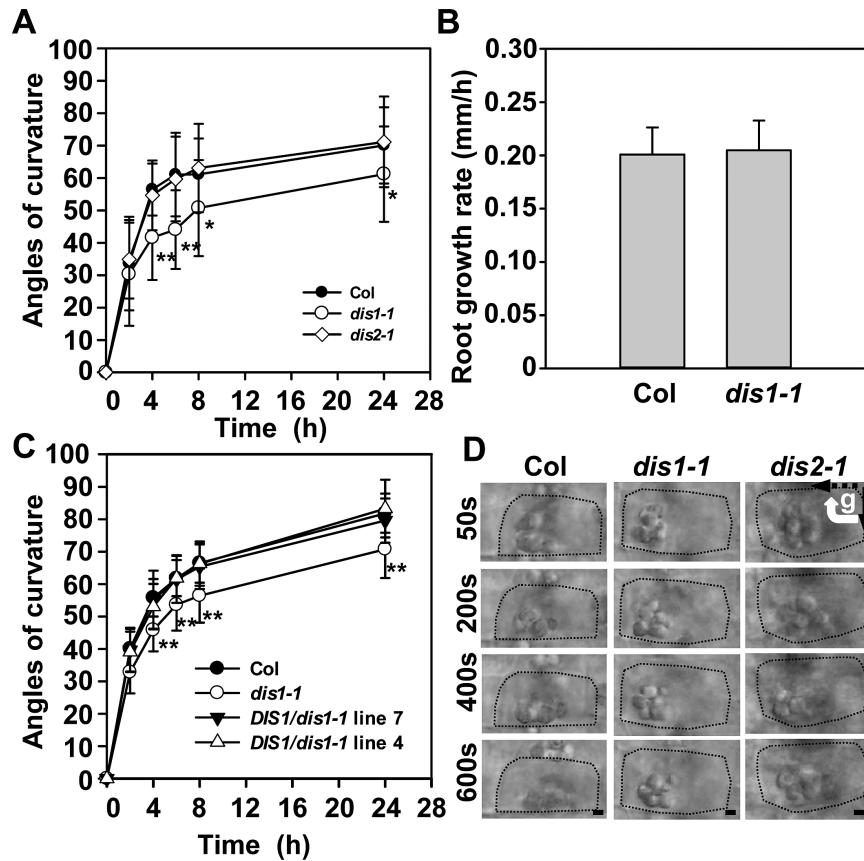 A
Angles of curvature
100
90
80
70
60
50
40
30
20
10
0
** ** * *
Col
dis1-1
dis2-1
0 4 8 12 16 20 24 28
Time (h)
B
Root growth rate (mm/h)
0.30
0.25
0.20
0.15
0.10
0.05
0
Col dis1-1
C
Angles of curvature
100
90
80
70
60
50
40
30
20
10
0
** ** ** **
Col
dis1-1
DIS1/dis1-1 line 7
DIS1/dis1-1 line 4
0 4 8 12 16 20 24 28
Time (h)
D
Col dis1-1 dis2-1
g
50s
200s
400s
600s